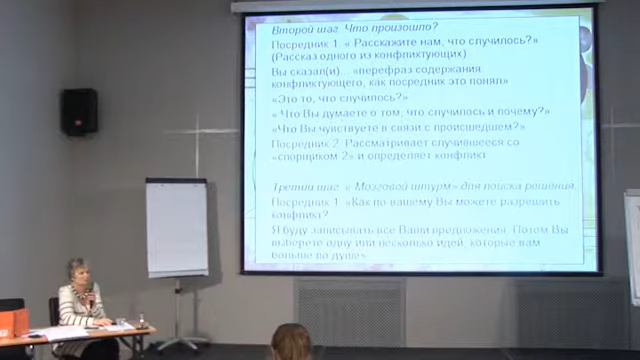 Второй шаг. Что произошло?
Посредник 1. « Расскажите нам, что случилось?»
(Рассказ одного из конфликтующих)
Вы сказал(и)... «перефраз содержания
конфликтующего, как посредник это понял»
«Это то, что случилось?»
« Что Вы думаете о том, что случилось и почему?»
«Что Вы чувствуете в связи с происшедшем?»
Посредник 2. Рассматривает случившееся со
«спорщиком 2» и определяет конфликт
Третий шаг. « Мозговой штурм» для поиска решения.
Посредник 1. «Как по вашему Вы можете разрешить
конфликт?
Я буду записывать все Ваши предложения. Потом Вы
выберете одну или несколько идей, которые вам
больше по душе»